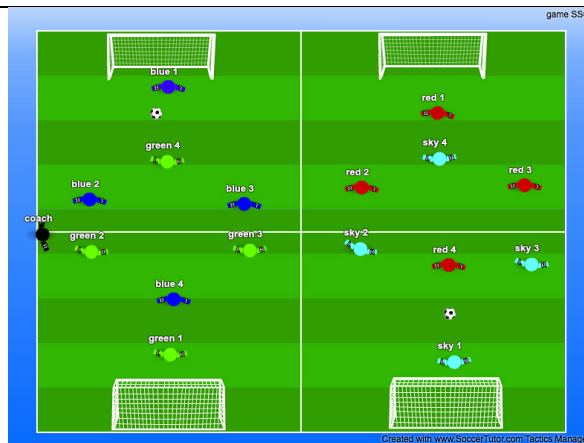 game SS
blue 1
red 1
green 4
sky 4
red 2
red 3
blue 2
blue 3
coach
green 2
green 3
sky 2
red 4
sky 3
blue 4
green 1
sky 1
Created with www.SoccerTutor.com Tactics Manage